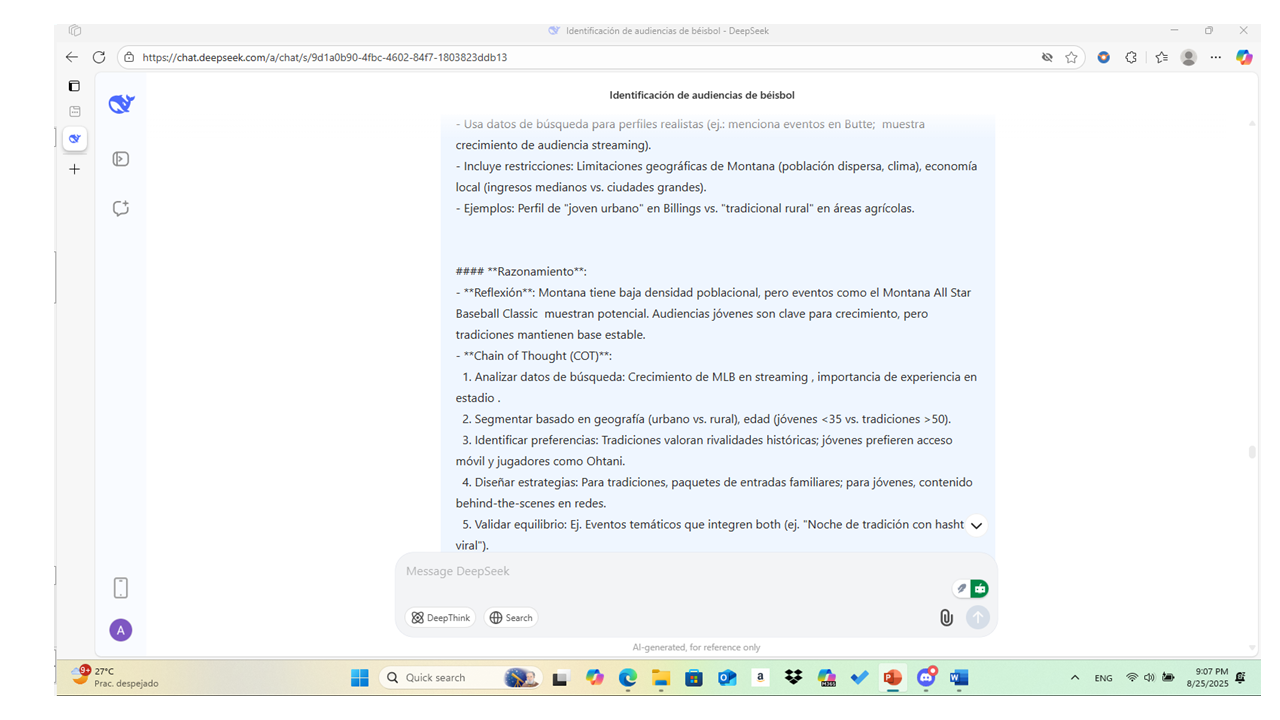 Identificación de audiencias de béisbol - DeepSeek
https://chat.deepseek.com/a/chat/s/9d1a0b90-4fbc-4602-84f7-1803823ddb13
Identificación de audiencias de béisbol
- Usa datos de búsqueda para perfiles realistas (ej.: menciona eventos en Butte;  muestra
crecimiento de audiencia streaming).
- Incluye restricciones: Limitaciones geográficas de Montana (población dispersa, clima), economía
local (ingresos medianos vs. ciudades grandes).
- Ejemplos: Perfil de "joven urbano" en Billings vs. "tradicional rural" en áreas agrícolas.
#### **Razonamiento**:
- **Reflexión**: Montana tiene baja densidad poblacional, pero eventos como el Montana All Star
Baseball Classic  muestran potencial. Audiencias jóvenes son clave para crecimiento, pero
tradiciones mantienen base estable.
- **Chain of Thought (COT)**:
1. Analizar datos de búsqueda: Crecimiento de MLB en streaming , importancia de experiencia en
estadio .
2. Segmentar basado en geografía (urbano vs. rural), edad (jóvenes <35 vs. tradiciones >50).
3. Identificar preferencias: Tradiciones valoran rivalidades históricas; jóvenes prefieren acceso
móvil y jugadores como Ohtani.
4. Diseñar estrategias: Para tradiciones, paquetes de entradas familiares; para jóvenes, contenido
behind-the-scenes en redes.
5. Validar equilibrio: Ej. Eventos temáticos que integren both (ej. "Noche de tradición con hasht
viral").
Message DeepSeek
DeepThink
Search
A
AI-generated, for reference only
9+
27°C
Prac. despejado
Quick search
a
M365
ENG
9:07 PM
8/25/2025